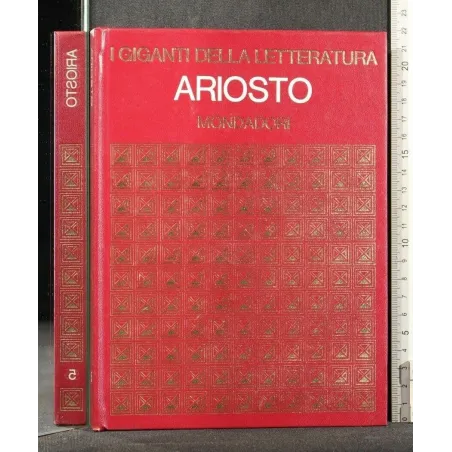 I GIGANTI DELLA LETTERATURA
ARIOSTO
MONDADORI
ARIOSTO
5